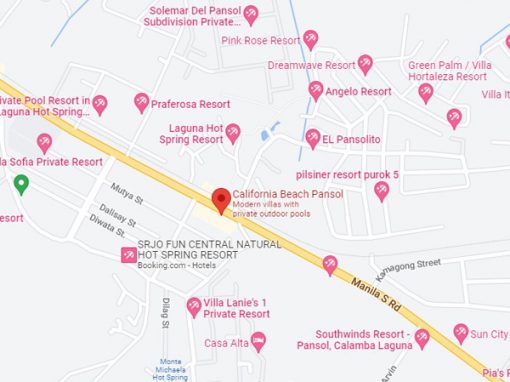 Solemar Del Pansol
Subdivision Private...
Pink Rose Resort
Dreamwave Resort
Green Palm / Villa
Hortaleza Resort
Angelo Resort
Villa It
rivate Pool Resort in
Laguna Hot Spring...
Praferosa Resort
Laguna Hot
Spring Resort
EL Pansolito
la Sofia Private Resort
pilsiner resort purok 5
Mutya St
California Beach Pansol
Modern villas with
private outdoor pools
esort
Dalisay St
Diwata St.
SRJO FUN CENTRAL NATURAL
HOT SPRING RESORT
Booking.com - Hotels
Kamagong Street
Manila S Rd
Dilag St
Villa Lanie's 1
Private Resort
Casa Alta
Southwinds Resort -
Pansol, Calamba Laguna
Sun City
Monte
Michaela
Hot Spring
Arvin
Pia's F